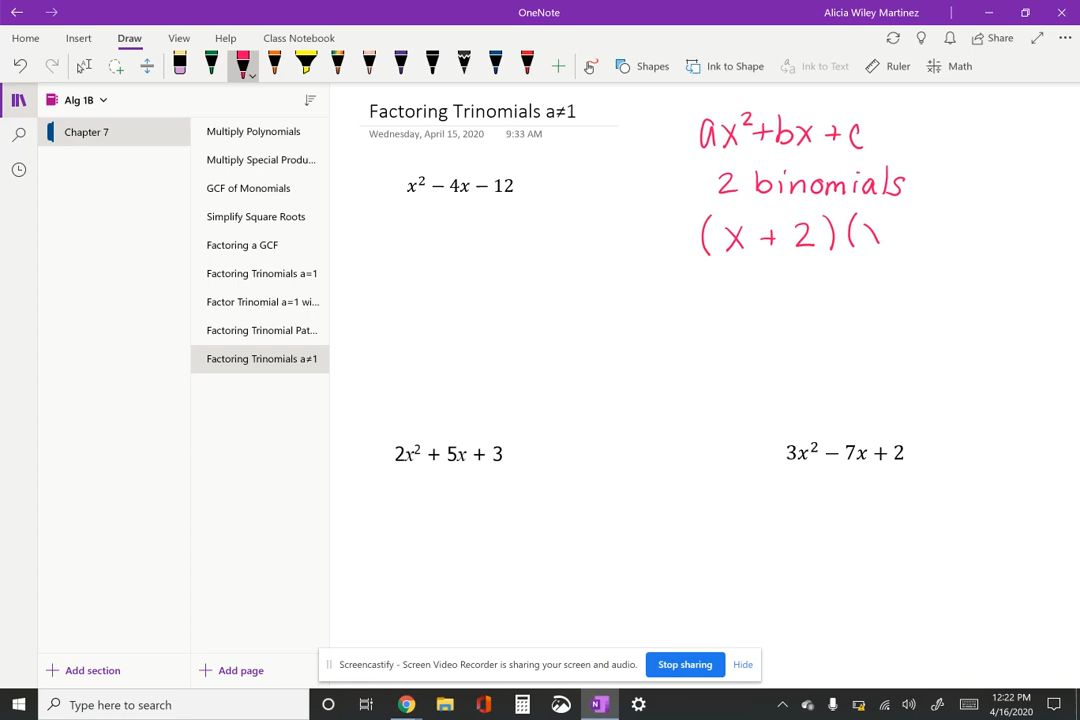 OneNote
Alicia Wiley Martinez
Home Insert Draw View Help Class Notebook
Share
Shapes Ink to Shape Ink to Text Ruler Math
Alg 1B
Chapter 7
Multiply Polynomials
Multiply Special Produ...
GCF of Monomials
Simplify Square Roots
Factoring a GCF
Factoring Trinomials a=1
Factor Trinomial a=1 wi...
Factoring Trinomial Pat...
Factoring Trinomials a≠1
Add section
Add page
Factoring Trinomials a≠1
Wednesday, April 15, 2020 9:33 AM
x² − 4x − 12
ax²+bx+c
2 binomials
(x + 2)(
2x² + 5x + 3
3x² − 7x + 2
Screencastify - Screen Video Recorder is sharing your screen and audio.
Stop sharing
Hide
Type here to search
12:22 PM
4/16/2020